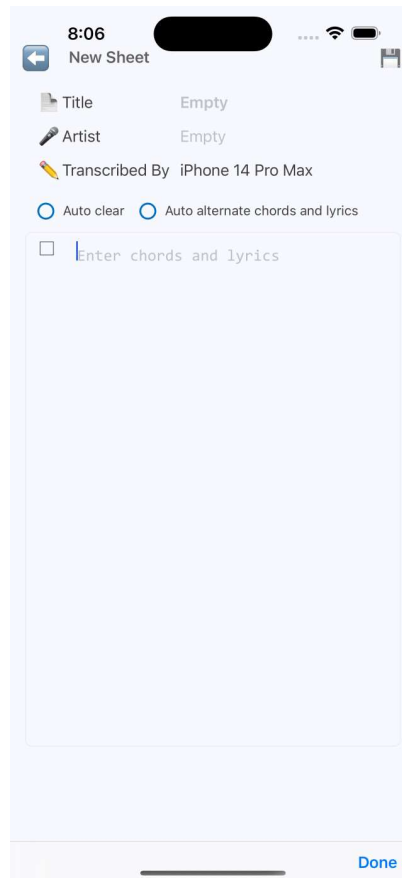 8:06
New Sheet
Title Empty
Artist Empty
Transcribed By iPhone 14 Pro Max
Auto clear Auto alternate chords and lyrics
Enter chords and lyrics
Done